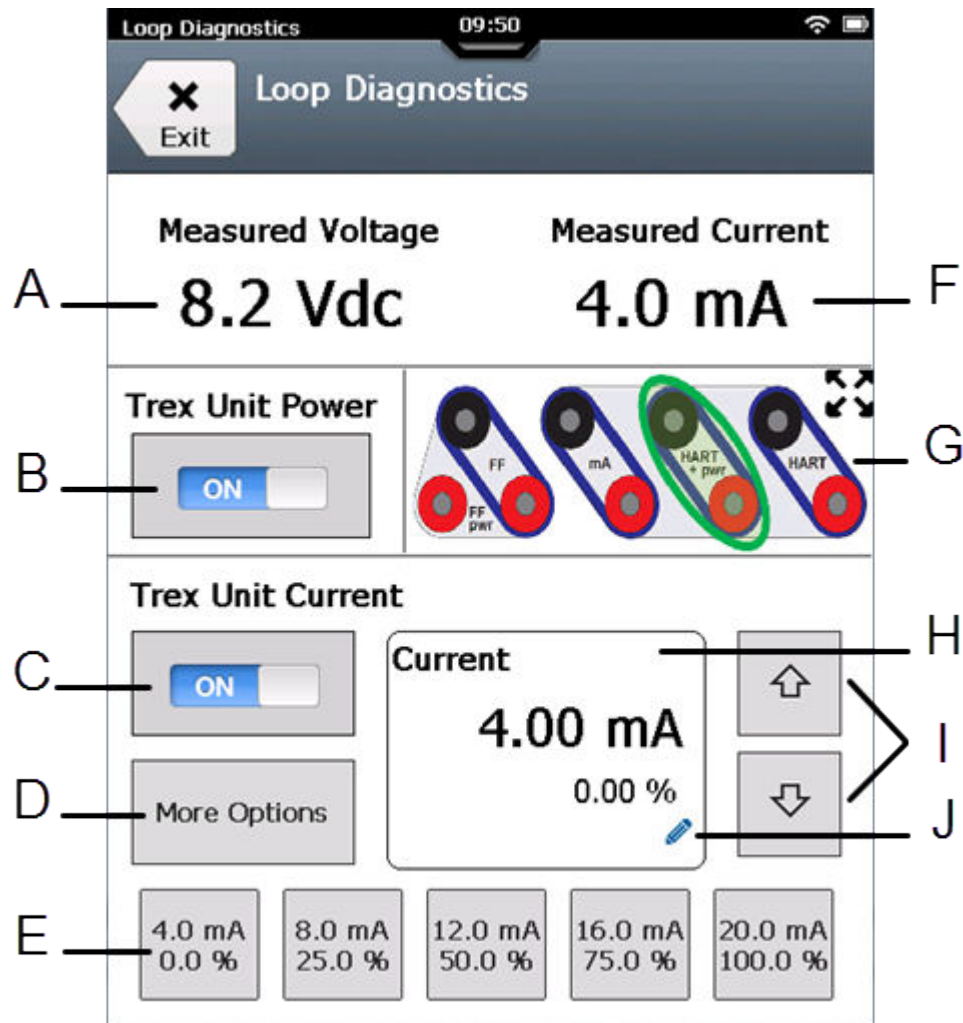 Loop Diagnostics 09:50
Exit
Loop Diagnostics
Measured Voltage Measured Current
A 8.2 Vdc 4.0 mA F
Trex Unit Power
B ON
FF mA HART + pwr HART G
FF pwr
Trex Unit Current
C ON
Current H
4.00 mA
0.00 %
I
D More Options
J
E
4.0 mA 8.0 mA 12.0 mA 16.0 mA 20.0 mA
0.0 % 25.0 % 50.0 % 75.0 % 100.0 %